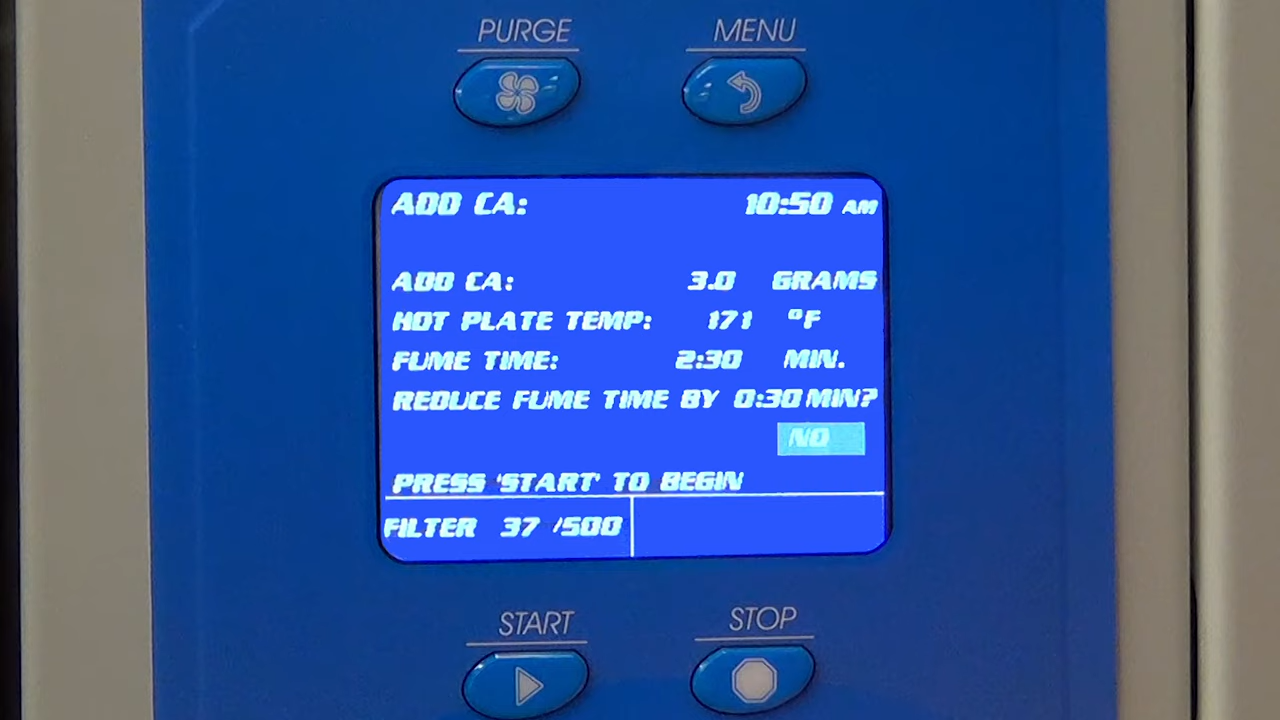 PURGE MENU
ADD CA: 10:50 AM
ADD CA: 3.0 GRAMS
HOT PLATE TEMP: 171 °F
FUME TIME: 2:30 MIN.
REDUCE FUME TIME BY 0:30 MIN?
NO
PRESS 'START' TO BEGIN
FILTER 37 /500
START STOP